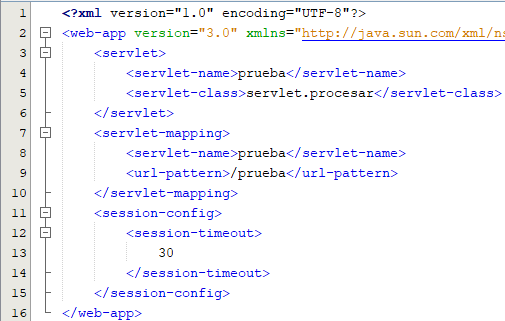 1 <?xml version="1.0" encoding="UTF-8"?>
2 <web-app version="3.0" xmlns="http://java.sun.com/xml/ns
3 <servlet>
4 <servlet-name>prueba</servlet-name>
5 <servlet-class>servlet.procesar</servlet-class>
6 </servlet>
7 <servlet-mapping>
8 <servlet-name>prueba</servlet-name>
9 <url-pattern>/prueba</url-pattern>
10 </servlet-mapping>
11 <session-config>
12 <session-timeout>
13 30
14 </session-timeout>
15 </session-config>
16 </web-app>